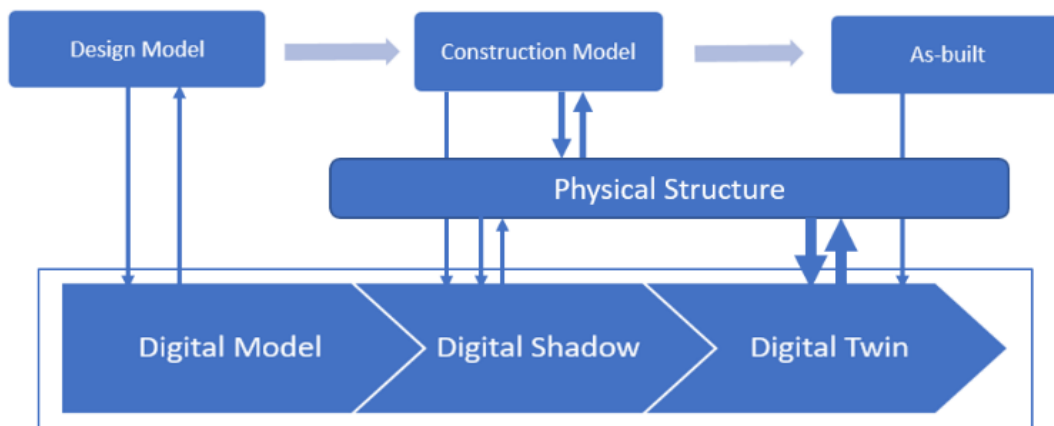 Design Model
Construction Model
As-built
Physical Structure
Digital Model
Digital Shadow
Digital Twin